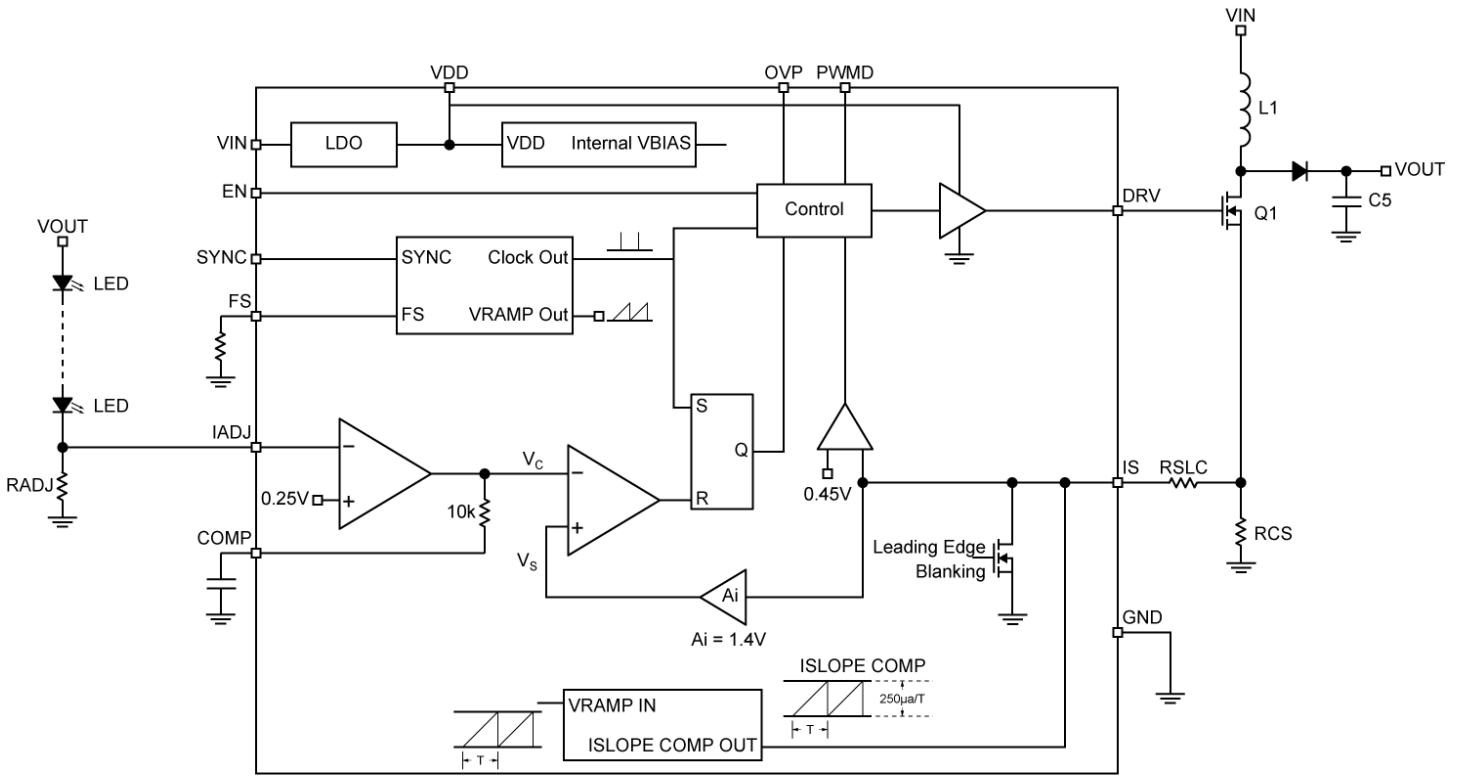 VIN
VDD
OVP
PWMD
L1
VIN
LDO
VDD
Internal VBIAS
EN
Control
DRV
VOUT
C5
Q1
VOUT
LED
SYNC
SYNC
Clock Out
FS
FS
VRAMP Out
LED
IADJ
S
Q
R
RADJ
0.25V
VC
10k
0.45V
IS
RSLC
COMP
VS
Leading Edge
Blanking
RCS
Ai
Ai = 1.4V
GND
ISLOPE COMP
250µa/T
T
VRAMP IN
ISLOPE COMP OUT
T